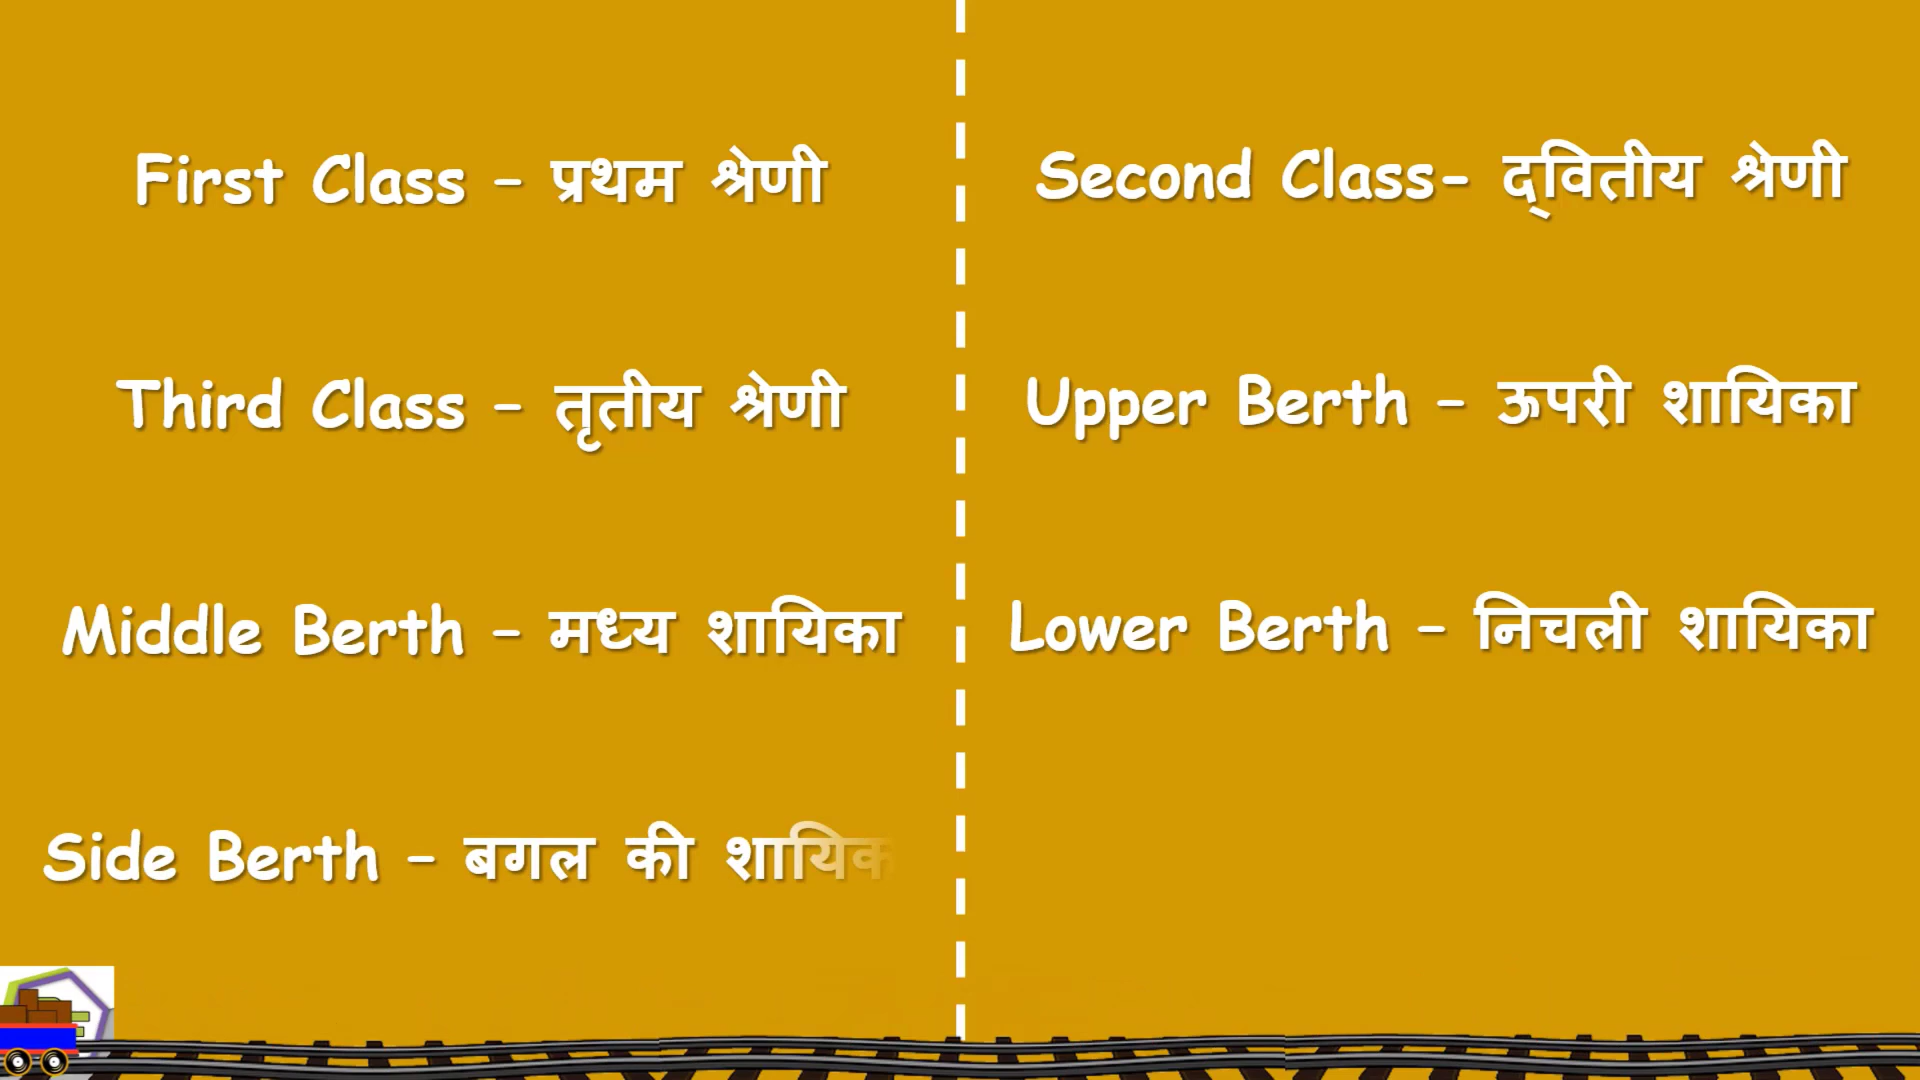 First Class – प्रथम श्रेणी
Second Class- द्वितीय श्रेणी
Third Class – तृतीय श्रेणी
Upper Berth – ऊपरी शायिका
Middle Berth – मध्य शायिका
Lower Berth – निचली शायिका
Side Berth – बगल की शायिक